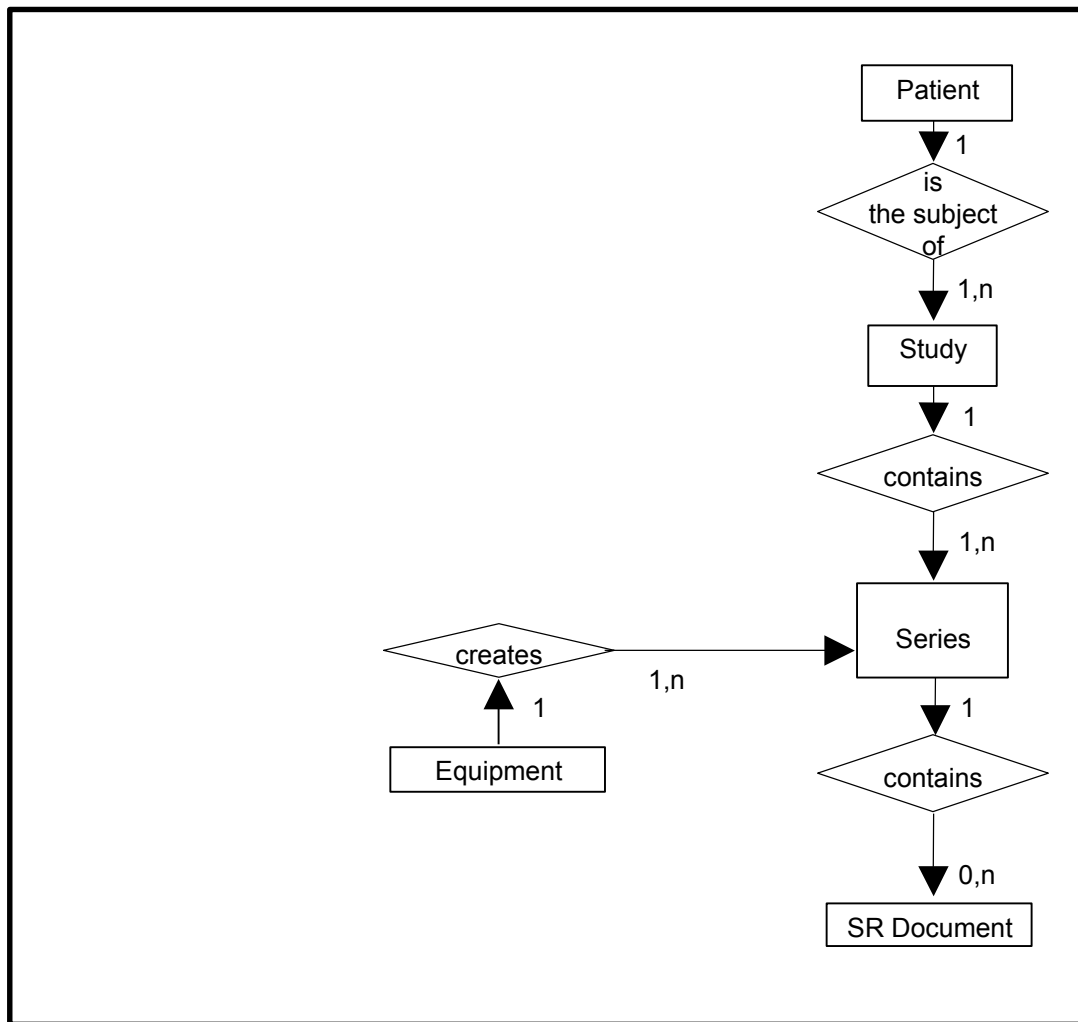 Patient
1
is
the subject
of
1,n
Study
1
contains
1,n
Series
creates
1,n
1
1
Equipment
contains
0,n
SR Document